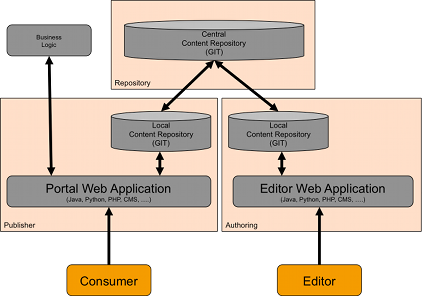 Business
Logic
Central
Content Repository
(GIT)
Repository
Local
Content Repository
(GIT)
Local
Content Repository
(GIT)
Portal Web Application
(Java, Python, PHP, CMS, ....)
Editor Web Application
(Java, Python, PHP, CMS, ....)
Publisher
Authoring
Consumer
Editor